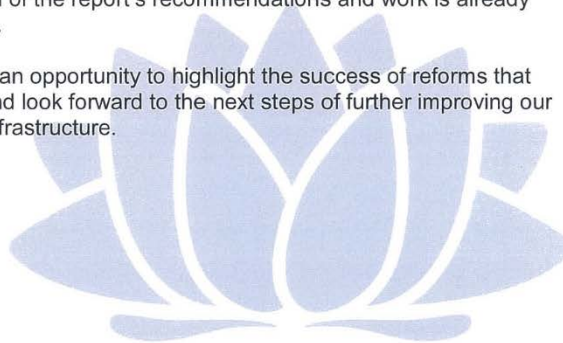 of the report's recommendations and work is already
an opportunity to highlight the success of reforms that
nd look forward to the next steps of further improving our
frastructure.